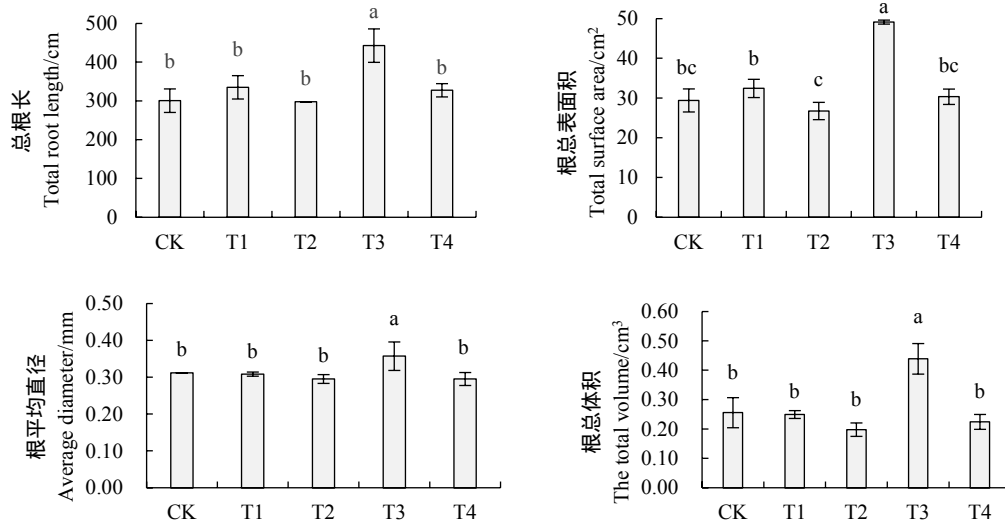 总根长
Total root length/cm
500
400
300
200
100
0
b
b
b
a
b
CK T1 T2 T3 T4
根总表面积
Total surface area/cm²
50
40
30
20
10
0
bc
b
c
a
bc
CK T1 T2 T3 T4
根平均直径
Average diameter/mm
0.50
0.40
0.30
0.20
0.10
0.00
b
b
b
a
b
CK T1 T2 T3 T4
根总体积
The total volume/cm³
0.60
0.50
0.40
0.30
0.20
0.10
0.00
b
b
b
a
b
CK T1 T2 T3 T4